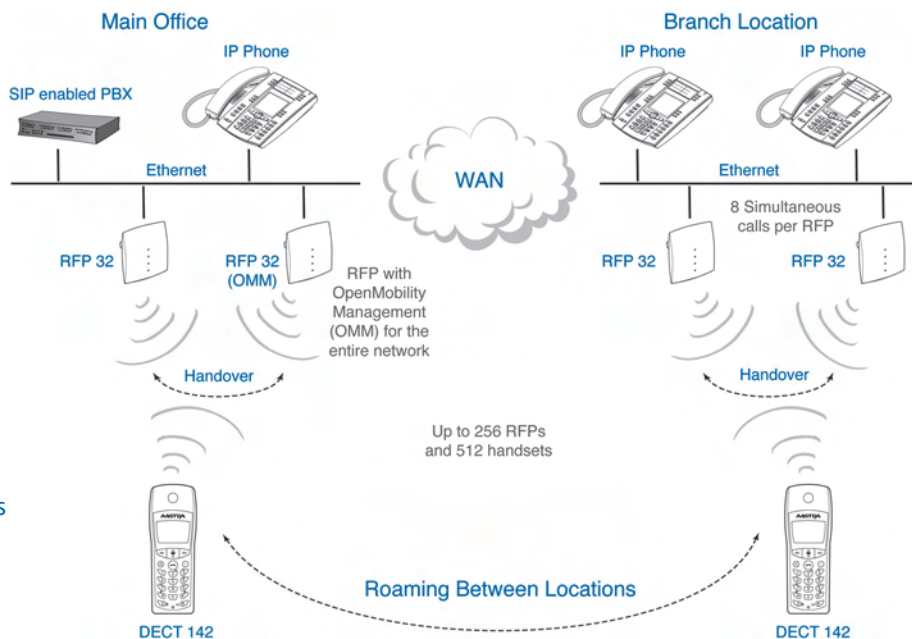 Main Office
Branch Location
IP Phone
IP Phone
IP Phone
SIP enabled PBX
Ethernet
Ethernet
WAN
8 Simultaneous
calls per RFP
RFP 32
RFP 32
(OMM)
RFP 32
RFP 32
RFP with
OpenMobility
Management
(OMM) for the
entire network
Handover
Handover
Up to 256 RFPs
and 512 handsets
s
AASTRA
AASTRA
Roaming Between Locations
DECT 142
DECT 142